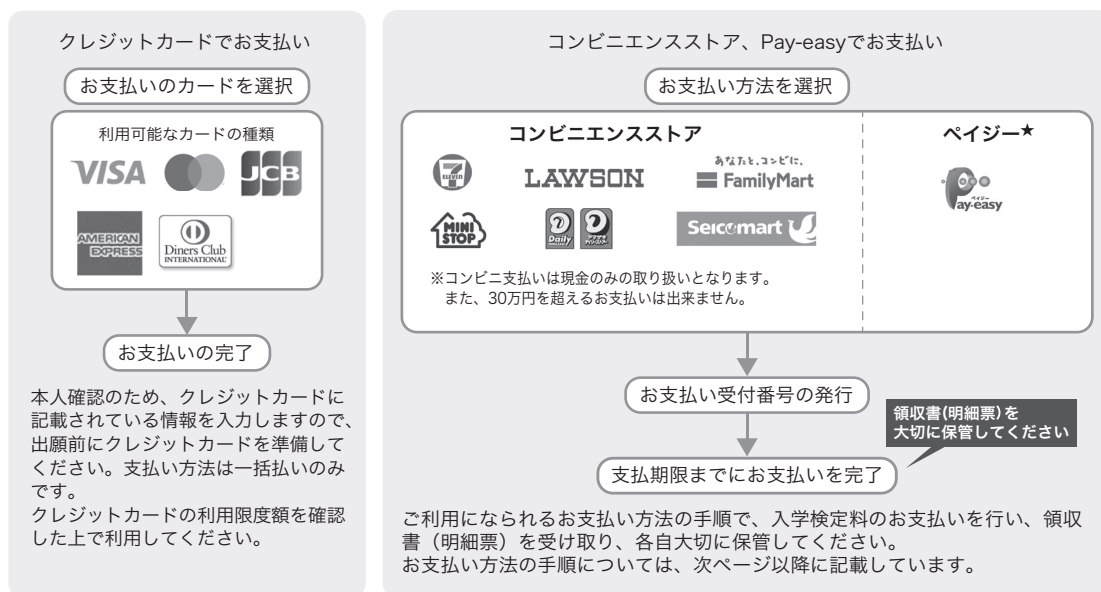 クレジットカードでお支払い
お支払いのカードを選択
利用可能なカードの種類
VISA
JCB
AMERICAN
EXPRESS
Diners Club
INTERNATIONAL
お支払いの完了
本人確認のため、クレジットカードに
記載されている情報を入力しますので、
出願前にクレジットカードを準備して
ください。支払い方法は一括払いのみ
です。
クレジットカードの利用限度額を確認
した上で利用してください。
コンビニエンスストア、Pay-easyでお支払い
お支払い方法を選択
コンビニエンスストア
7
ELEVEN
LAWSON
あなたと、コンビに、
FamilyMart
MINI
STOP
Daily
Seicomart
※コンビニ支払いは現金のみの取り扱いとなります。
また、30万円を超えるお支払いは出来ません。
ペイジー★
ペイジー
Pay-easy
お支払い受付番号の発行
領収書(明細票)を
大切に保管してください
支払期限までにお支払いを完了
ご利用になられるお支払い方法の手順で、入学検定料のお支払いを行い、領収
書（明細票）を受け取り、各自大切に保管してください。
お支払い方法の手順については、次ページ以降に記載しています。